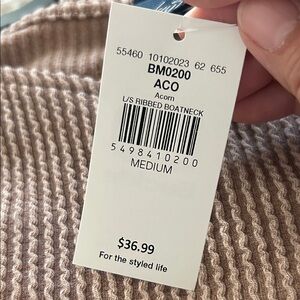 55460 10102023 62 655
BM0200
ACO
Acorn
L/S RIBBED BOATNECK
5498410200
MEDIUM
$36.99
For the styled life